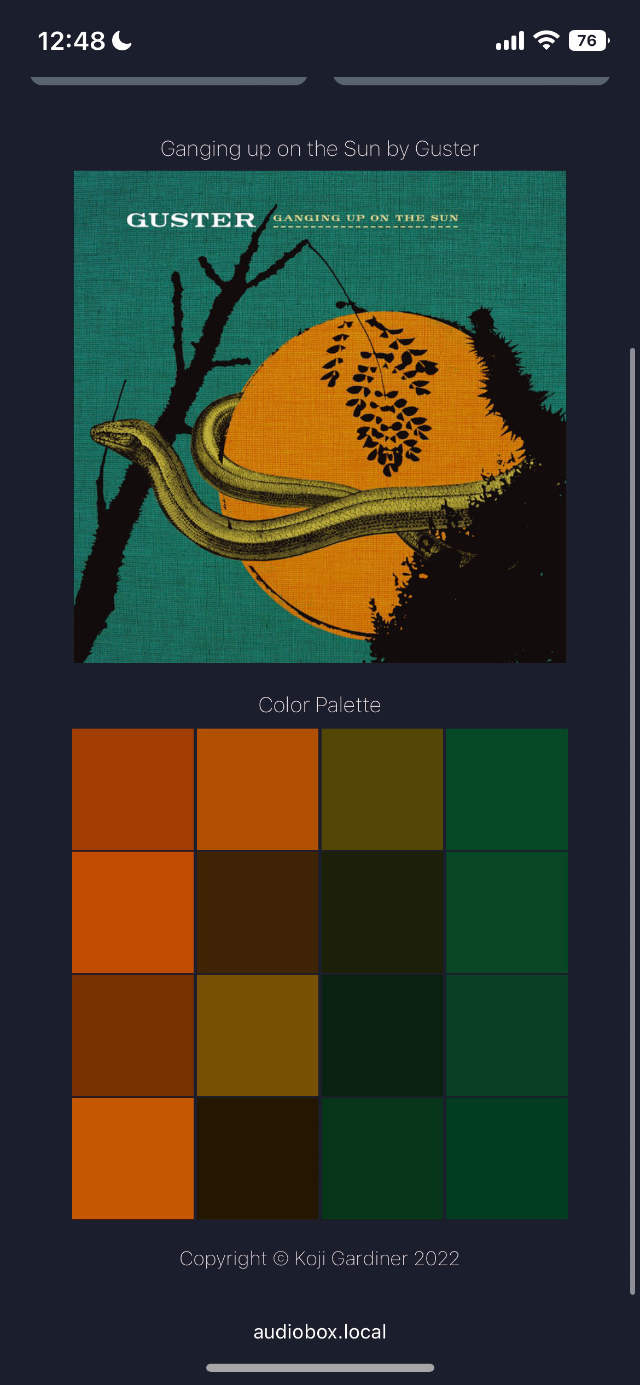 12:48
76
Ganging up on the Sun by Guster
GUSTER GANGING UP ON THE SUN
Color Palette
Copyright © Koji Gardiner 2022
audiobox.local